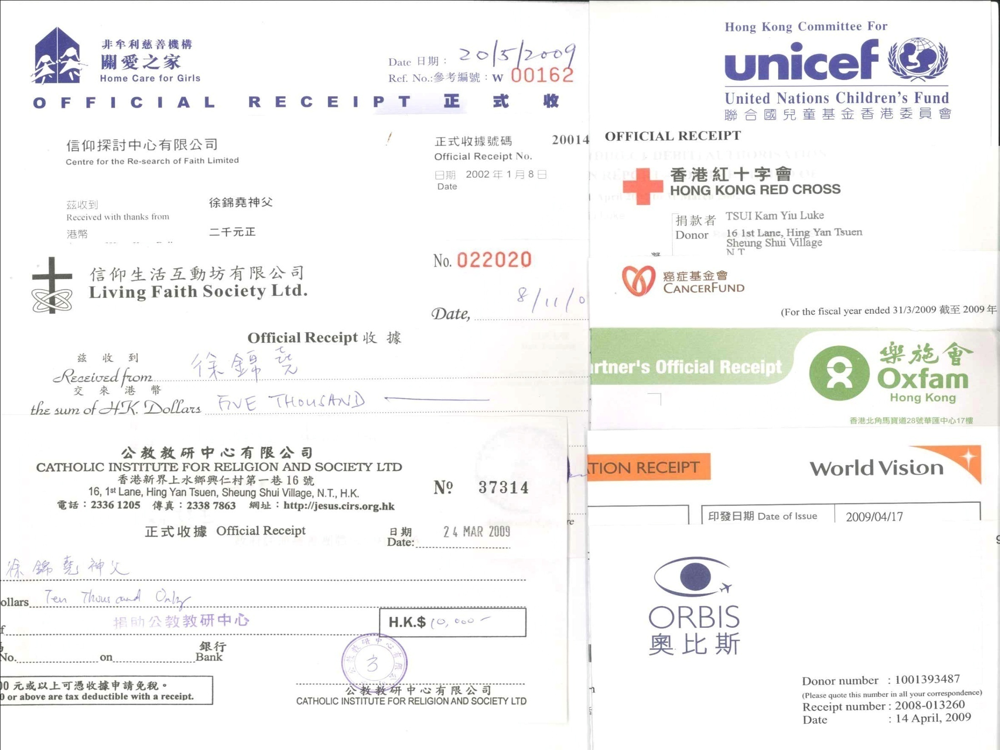 非牟利慈善機構
關愛之家
Home Care for Girls
Date 日期： 20/5/2009
Ref. No.:參考編號：W 00162
OFFICIAL RECEIPT 正式收
信仰探討中心有限公司
Centre for the Re-search of Faith Limited
正式收據號碼 20014
Official Receipt No.
日期 2002 年 1 月 8 日
Date
茲收到 徐錦堯神父
Received with thanks from
港幣 二千元正
信仰生活互動坊有限公司
Living Faith Society Ltd.
No. 022020
Date, 8/11/0
Official Receipt 收 據
茲 收 到
Received from 徐錦堯
交 來 港 幣
the sum of H.K. Dollars FIVE THOUSAND
公教教研中心有限公司
CATHOLIC INSTITUTE FOR RELIGION AND SOCIETY LTD
香港新界上水鄉興仁村第一巷 16 號
16, 1st Lane, Hing Yan Tsuen, Sheung Shui Village, N.T., H.K.
電話：2336 1205 傳真：2338 7863 網址：http://jesus.cirs.org.hk
Nº 37314
正式收據 Official Receipt
日期
Date: 24 MAR 2009
徐錦堯神父
ollars Ten Thousand Only
捐助公教教研中心
f
H.K.$ 10,000-
銀行
No. on Bank
00 元或以上可憑收據申請免稅。
0 or above are tax deductible with a receipt.
公教教研中心有限公司
CATHOLIC INSTITUTE FOR RELIGION AND SOCIETY LTD
Hong Kong Committee For
unicef
United Nations Children's Fund
聯合國兒童基金香港委員會
OFFICIAL RECEIPT
香港紅十字會
HONG KONG RED CROSS
捐款者 TSUI Kam Yiu Luke
Donor 16 1st Lane, Hing Yan Tsuen
Sheung Shui Village
N T
癌症基金會
CANCERFUND
(For the fiscal year ended 31/3/2009 截至 2009 年
rtner's Official Receipt
樂施會
Oxfam
Hong Kong
香港北角馬寶道28號華匯中心17樓
TION RECEIPT
World Vision
印發日期 Date of Issue 2009/04/17
ORBIS
奧比斯
Donor number : 1001393487
(Please quote this number in all your correspondence)
Receipt number : 2008-013260
Date : 14 April, 2009